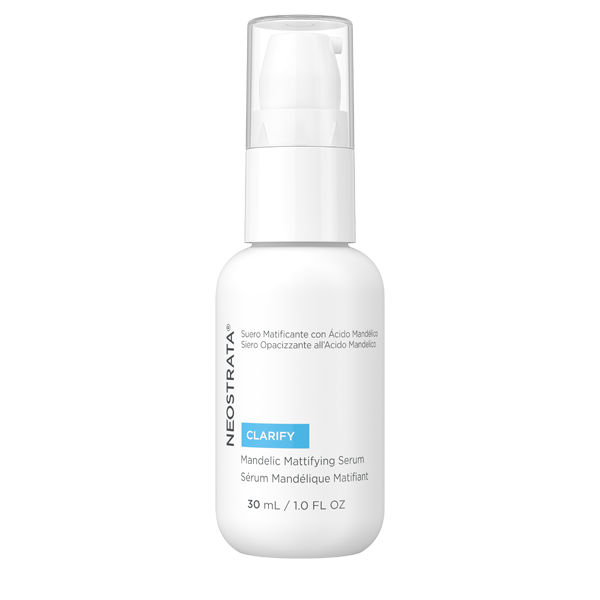 NEOSTRATA®
Suero Matificante con Ácido Mandélico
Siero Opacizzante all'Acido Mandelico
CLARIFY
Mandelic Mattifying Serum
Sérum Mandélique Matifiant
30 mL / 1.0 FL OZ